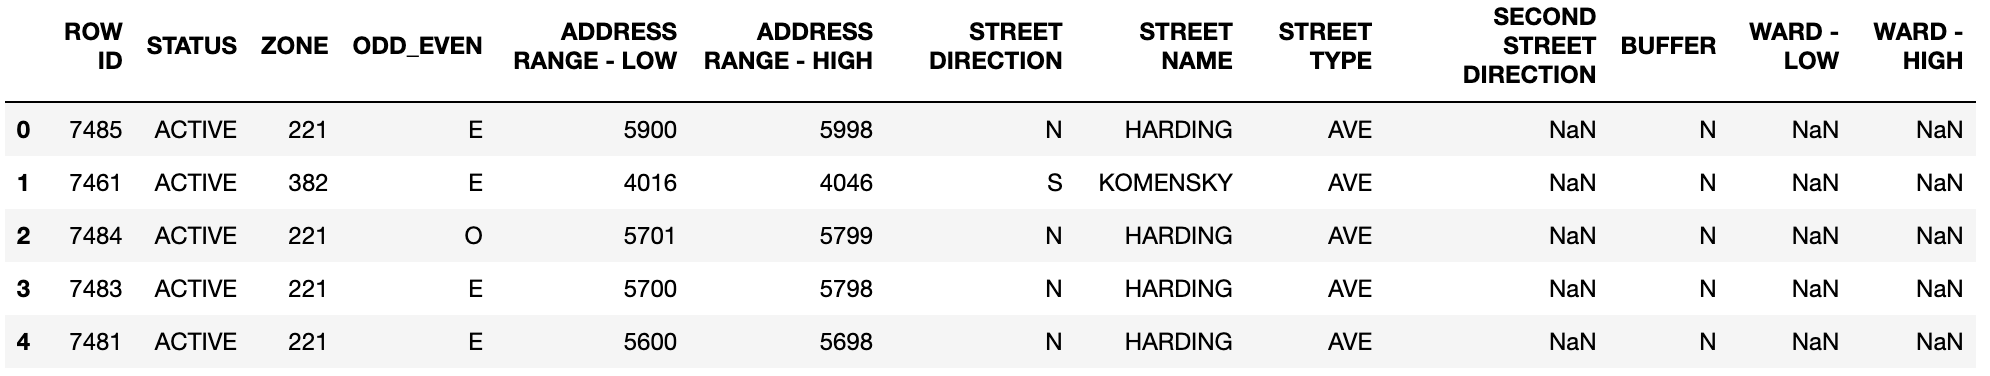 ROW ID STATUS ZONE ODD_EVEN ADDRESS RANGE - LOW ADDRESS RANGE - HIGH STREET DIRECTION STREET NAME STREET TYPE SECOND STREET DIRECTION BUFFER WARD - LOW WARD - HIGH
0 7485 ACTIVE 221 E 5900 5998 N HARDING AVE NaN N NaN NaN
1 7461 ACTIVE 382 E 4016 4046 S KOMENSKY AVE NaN N NaN NaN
2 7484 ACTIVE 221 O 5701 5799 N HARDING AVE NaN N NaN NaN
3 7483 ACTIVE 221 E 5700 5798 N HARDING AVE NaN N NaN NaN
4 7481 ACTIVE 221 E 5600 5698 N HARDING AVE NaN N NaN NaN